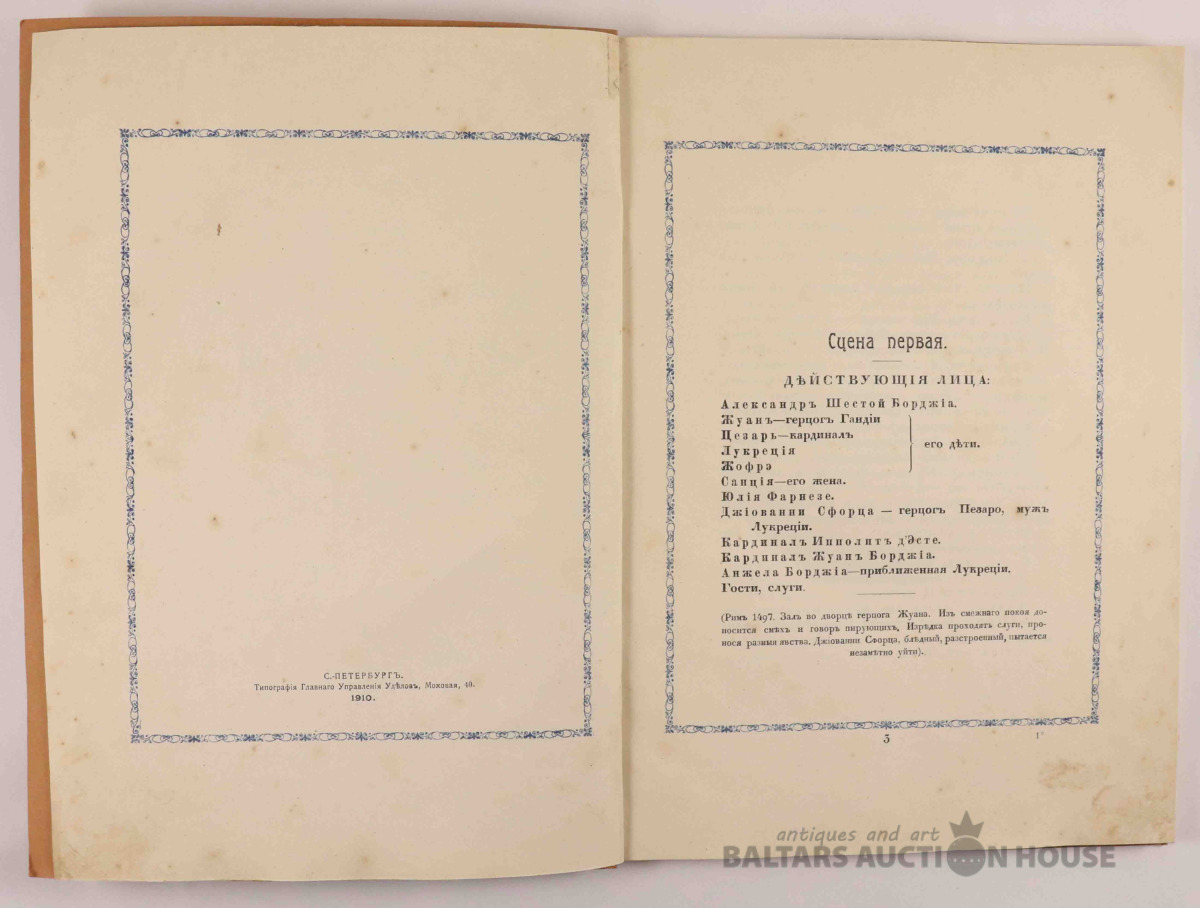 С.-ПЕТЕРБУРГЪ.
Типографія Главнаго Управленія Удѣловъ, Моховая, 40.
1910.
Сцена первая.
ДѢЙСТВУЮЩІЯ ЛИЦА:
Александръ Шестой Борджіа.
Жуанъ—герцогъ Гандіи
Цезарь—кардиналъ
Лукреція
Жофрэ
его дѣти.
Санція—его жена.
Юлія Фарнезе.
Джіованни Сфорца — герцогъ Пезаро, мужъ
Лукреціи.
Кардиналъ Ипполитъ д'Эсте.
Кардиналъ Жуанъ Борджіа.
Анжела Борджіа—приближенная Лукреціи.
Гости, слуги.
(Римъ 1497. Залъ во дворцѣ герцога Жуана. Изъ смежнаго покоя до-
носится смѣхъ и говоръ пирующихъ. Изрѣдка проходятъ слуги, про-
нося разныя явства. Джіованни Сфорца, блѣдный, разстроенный, пытается
незамѣтно уйти).
3
1*
antiques and art
BALTARS AUCTION HOUSE